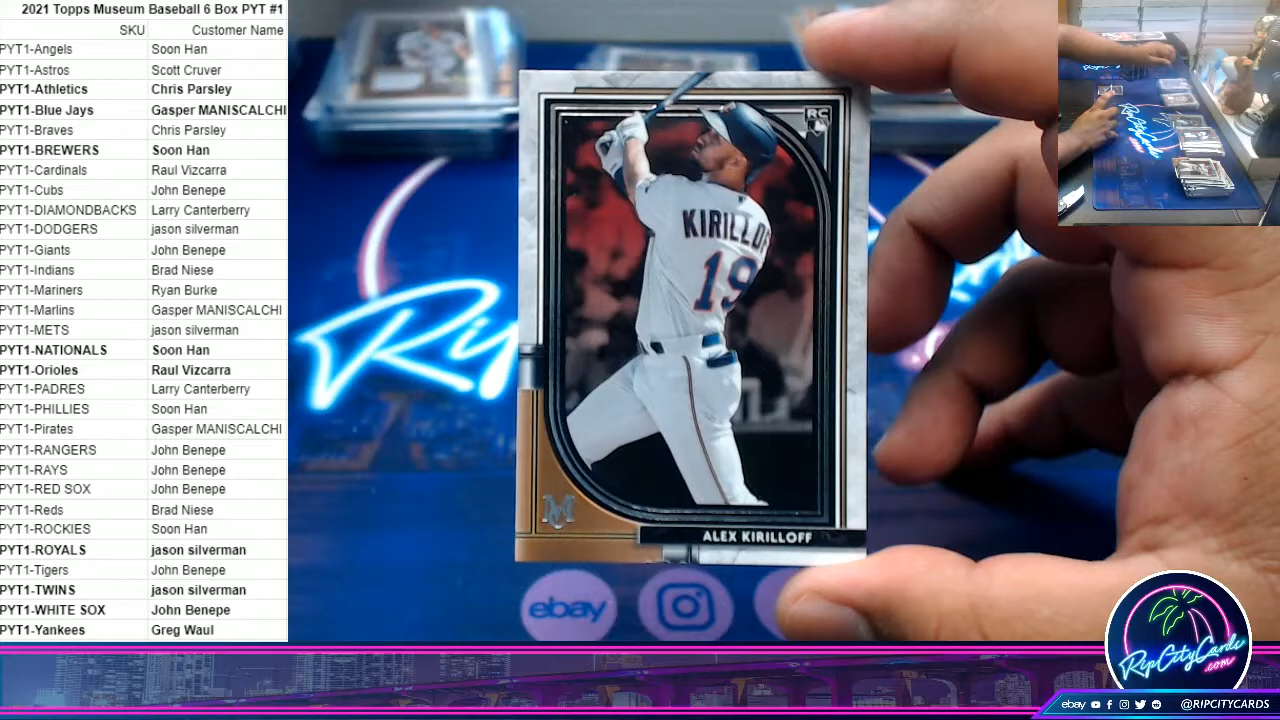 2021 Topps Museum Baseball 6 Box PYT #1
SKU Customer Name
PYT1-Angels Soon Han
PYT1-Astros Scott Cruver
PYT1-Athletics Chris Parsley
PYT1-Blue Jays Gasper MANISCALCHI
PYT1-Braves Chris Parsley
PYT1-BREWERS Soon Han
PYT1-Cardinals Raul Vizcarra
PYT1-Cubs John Benepe
PYT1-DIAMONDBACKS Larry Canterberry
PYT1-DODGERS jason silverman
PYT1-Giants John Benepe
PYT1-Indians Brad Niese
PYT1-Mariners Ryan Burke
PYT1-Marlins Gasper MANISCALCHI
PYT1-METS jason silverman
PYT1-NATIONALS Soon Han
PYT1-Orioles Raul Vizcarra
PYT1-PADRES Larry Canterberry
PYT1-PHILLIES Soon Han
PYT1-Pirates Gasper MANISCALCHI
PYT1-RANGERS John Benepe
PYT1-RAYS John Benepe
PYT1-RED SOX John Benepe
PYT1-Reds Brad Niese
PYT1-ROCKIES Soon Han
PYT1-ROYALS jason silverman
PYT1-Tigers John Benepe
PYT1-TWINS jason silverman
PYT1-WHITE SOX John Benepe
PYT1-Yankees Greg Waul
RC
KIRILLOF
19
M
ALEX KIRILLOFF
Rip
ebay
RipCityCards
.com
ebay @RIPCITYCARDS